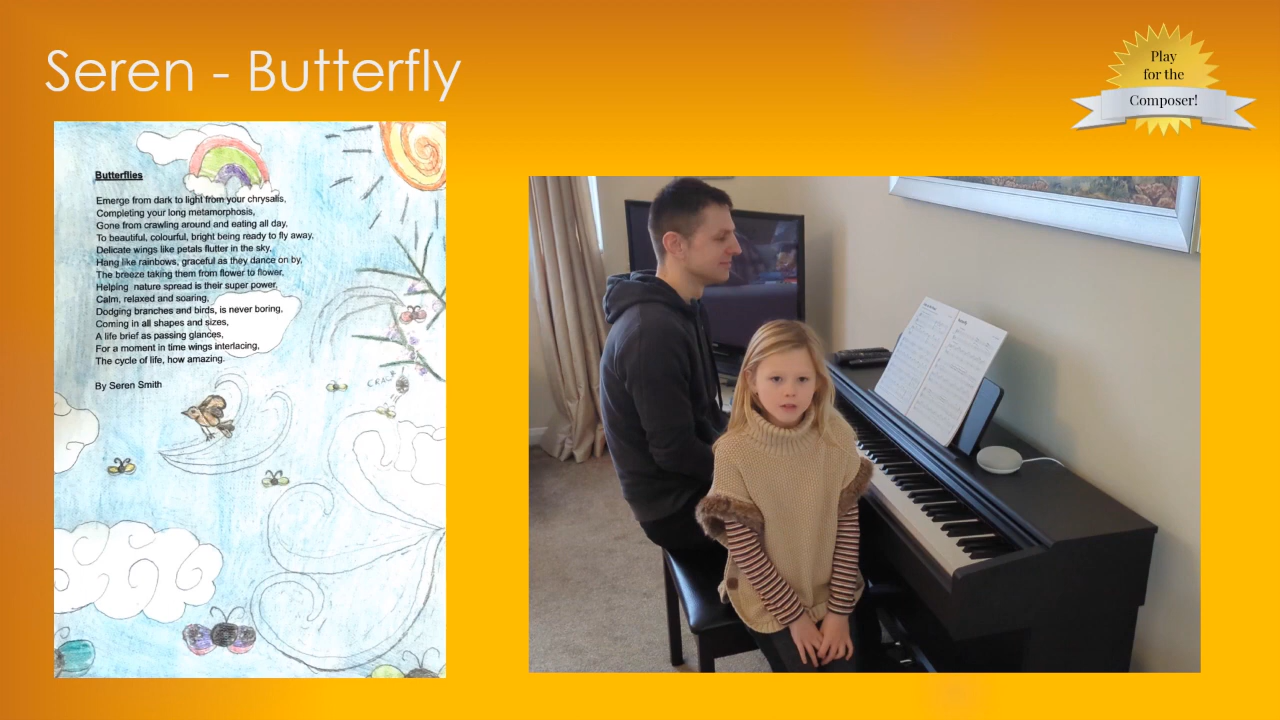 Seren - Butterfly
Play
for the
Composer!
Butterflies
Emerge from dark to light from your chrysalis,
Completing your long metamorphosis,
Gone from crawling around and eating all day,
To beautiful, colourful, bright being ready to fly away,
Delicate wings like petals flutter in the sky,
Hang like rainbows, graceful as they dance on by,
The breeze taking them from flower to flower,
Helping nature spread is their super power,
Calm, relaxed and soaring,
Dodging branches and birds, is never boring,
Coming in all shapes and sizes,
A life brief as passing glances,
For a moment in time wings interlacing,
The cycle of life, how amazing.
By Seren Smith